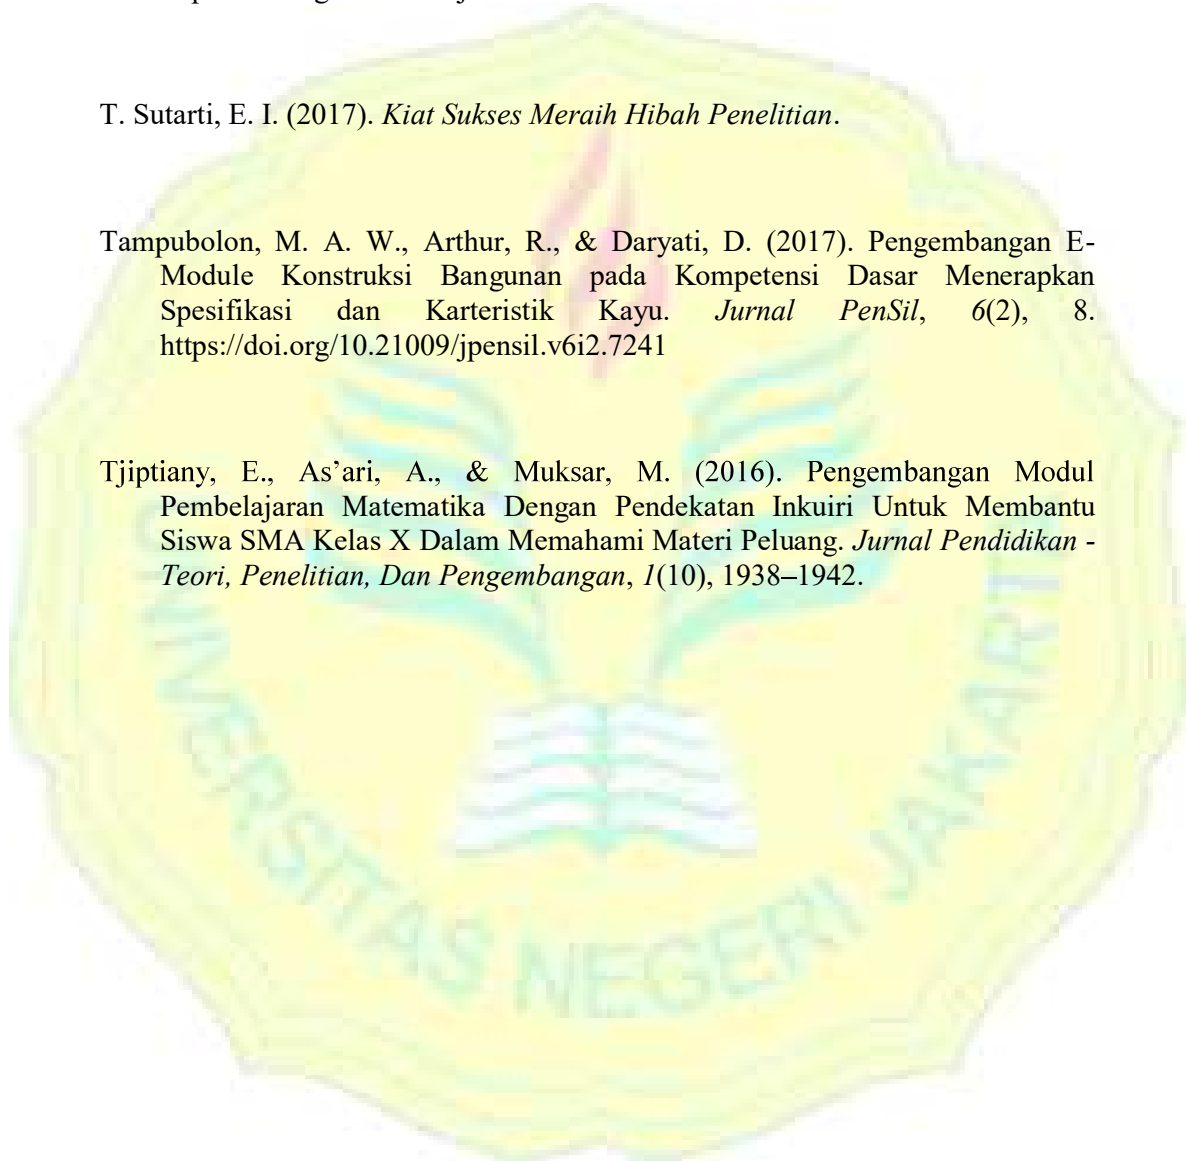 T. Sutarti, E. I. (2017). Kiat Sukses Meraih Hibah Penelitian.
Tampubolon, M. A. W., Arthur, R., & Daryati, D. (2017). Pengembangan E-
Module Konstruksi Bangunan pada Kompetensi Dasar Menerapkan
Spesifikasi dan Karteristik Kayu. Jurnal PenSil, 6(2), 8.
https://doi.org/10.21009/jpensil.v6i2.7241
Tjiptiany, E., As’ari, A., & Muksar, M. (2016). Pengembangan Modul
Pembelajaran Matematika Dengan Pendekatan Inkuiri Untuk Membantu
Siswa SMA Kelas X Dalam Memahami Materi Peluang. Jurnal Pendidikan -
Teori, Penelitian, Dan Pengembangan, 1(10), 1938–1942.
UNIVERSITAS NEGERI JAKARTA